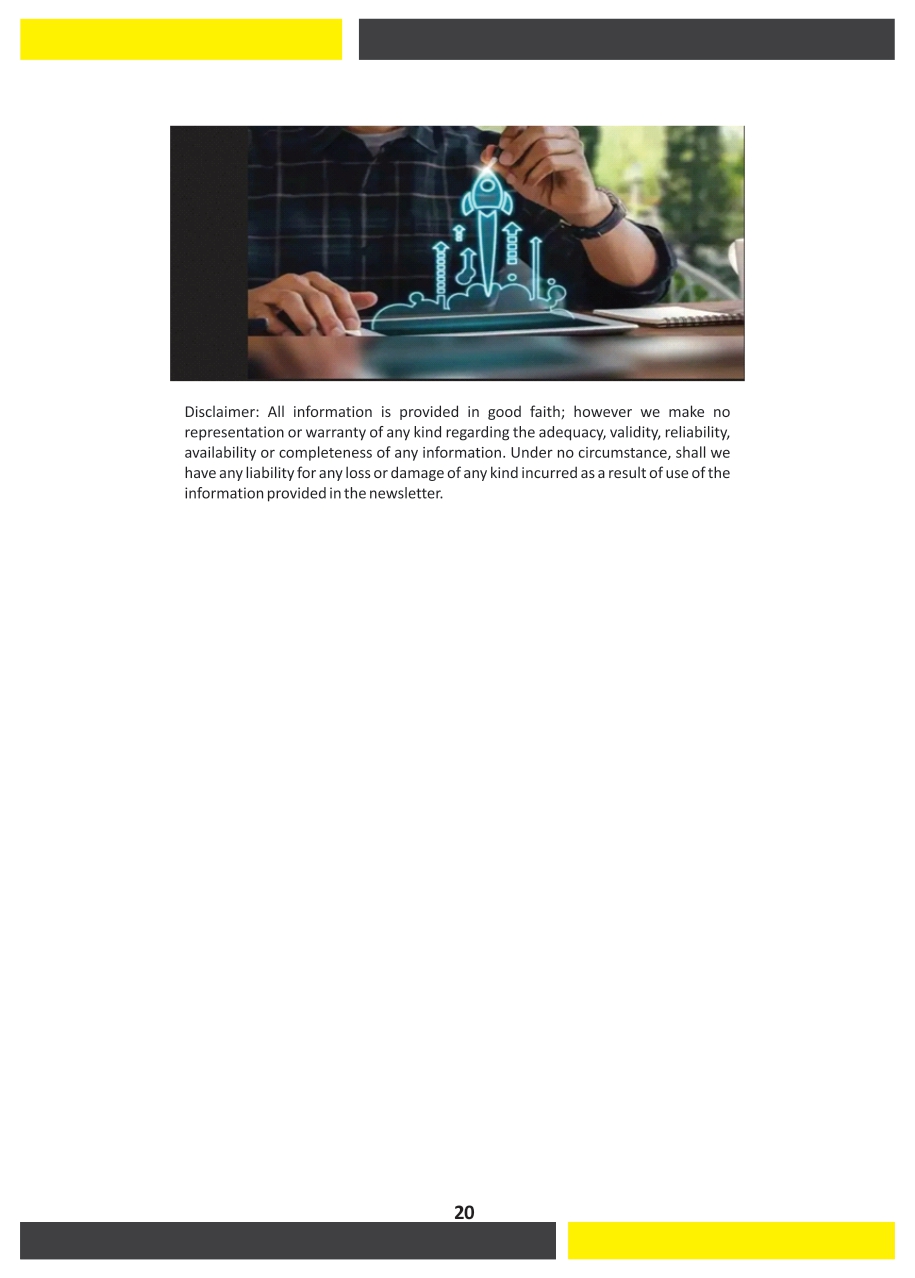 Disclaimer: All information is provided in good faith; however we make no
representation or warranty of any kind regarding the adequacy, validity, reliability,
availability or completeness of any information. Under no circumstance, shall we
have any liability for any loss or damage of any kind incurred as a result of use of the
information provided in the newsletter.
20